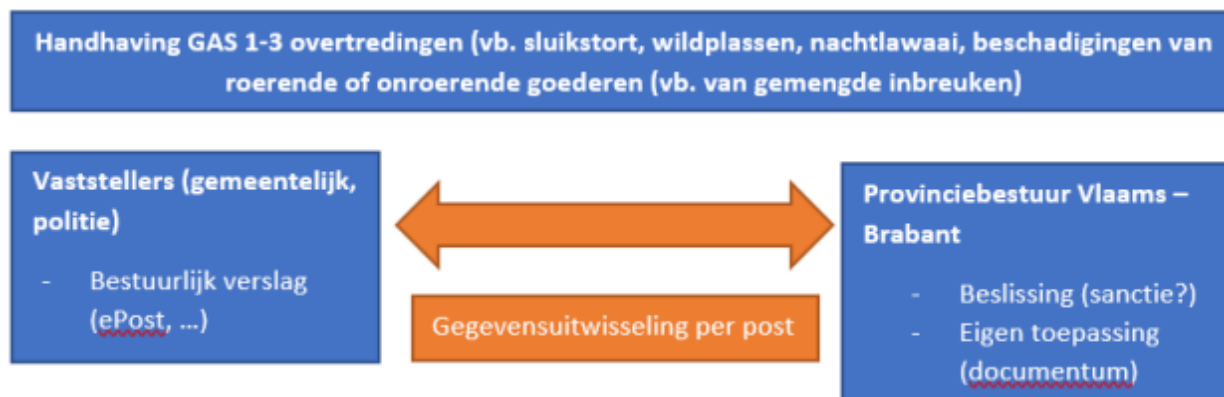 Handhaving GAS 1-3 overtredingen (vb. sluikstort, wildplassen, nachtlawaai, beschadigingen van
roerende of onroerende goederen (vb. van gemengde inbreuken)
Vaststellers (gemeentelijk,
politie)
- Bestuurlijk verslag
(ePost, ...)
Gegevensuitwisseling per post
Provinciebestuur Vlaams –
Brabant
- Beslissing (sanctie?)
- Eigen toepassing
(documentum)